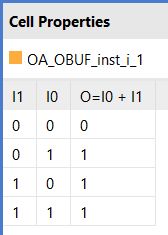 Cell Properties
OA_OBUF_inst_i_1
I1 I0 O=I0 + I1
0 0 0
0 1 1
1 0 1
1 1 1